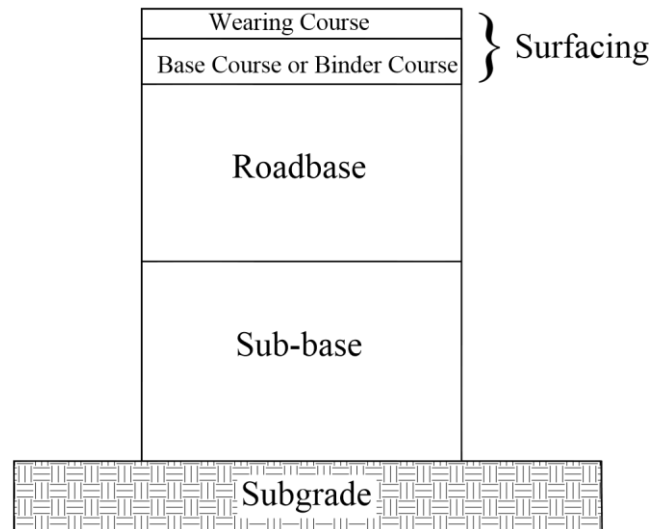 Wearing Course
Base Course or Binder Course
Surfacing
Roadbase
Sub-base
Subgrade